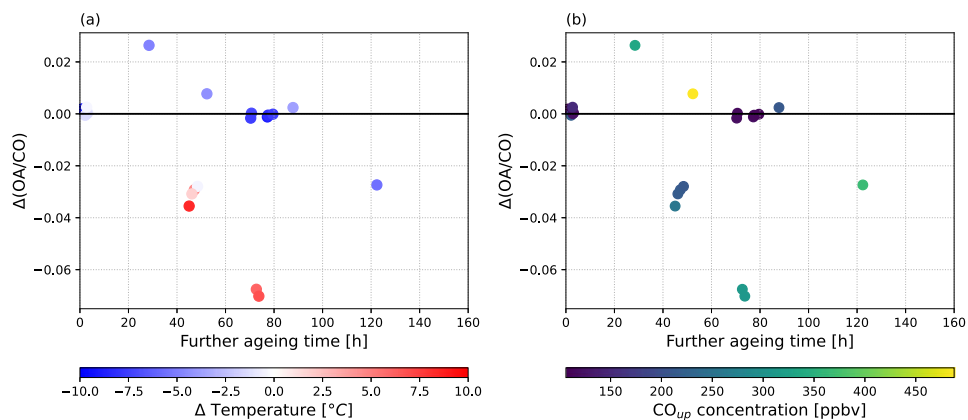 (a)
0.02
0.00
−0.02
−0.04
−0.06
Δ(OA/CO)
0 20 40 60 80 100 120 140 160
Further ageing time [h]
−10.0 −7.5 −5.0 −2.5 0.0 2.5 5.0 7.5 10.0
Δ Temperature [°C]
(b)
0.02
0.00
−0.02
−0.04
−0.06
Δ(OA/CO)
0 20 40 60 80 100 120 140 160
Further ageing time [h]
150 200 250 300 350 400 450
CO_up concentration [ppbv]